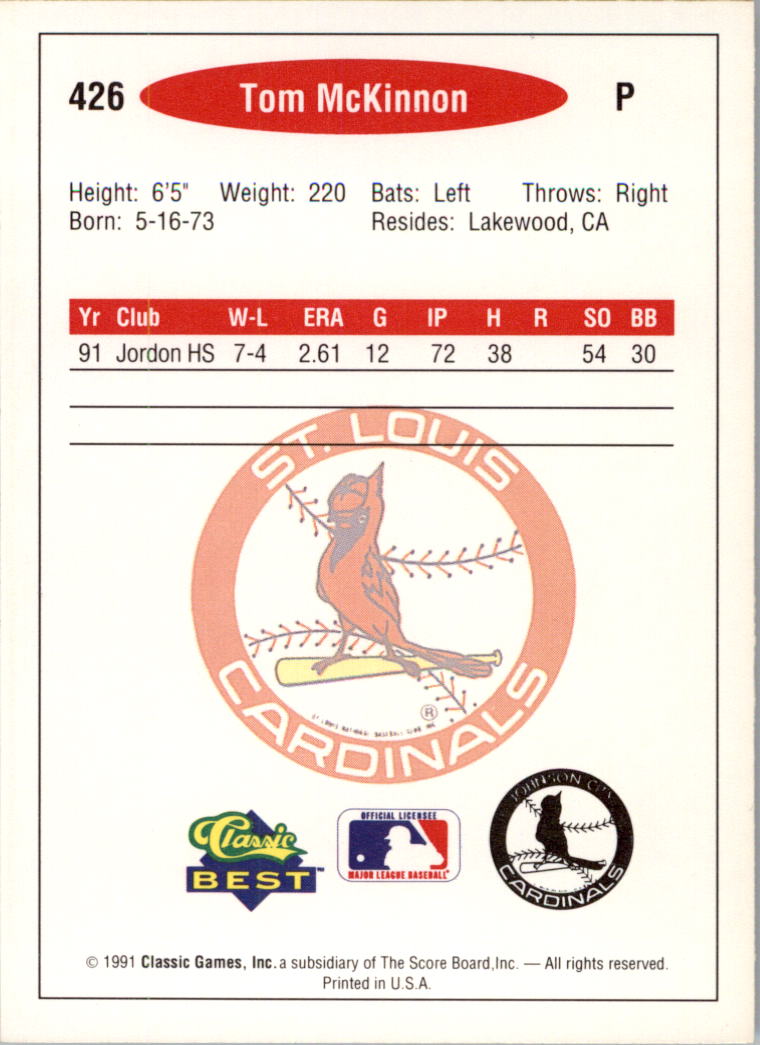 426 Tom McKinnon P
Height: 6'5" Weight: 220 Bats: Left Throws: Right
Born: 5-16-73 Resides: Lakewood, CA
Yr Club W-L ERA G IP H R SO BB
91 Jordon HS 7-4 2.61 12 72 38 54 30
ST. LOUIS
CARDINALS
®
Classic
BEST™
OFFICIAL LICENSEE
MAJOR LEAGUE BASEBALL®
JOHNSON CITY
CARDINALS
© 1991 Classic Games, Inc. a subsidiary of The Score Board,Inc. — All rights reserved.
Printed in U.S.A.